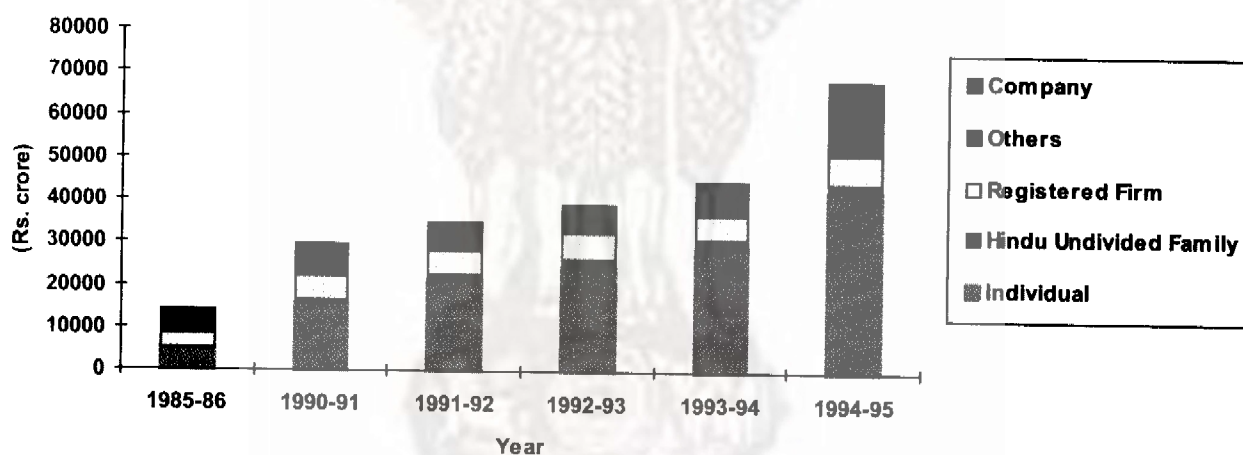 80000
70000
60000
50000
40000
30000
20000
10000
0
(Rs. crore)
1985-86 1990-91 1991-92 1992-93 1993-94 1994-95
Year
Company
Others
Registered Firm
Hindu Undivided Family
Individual